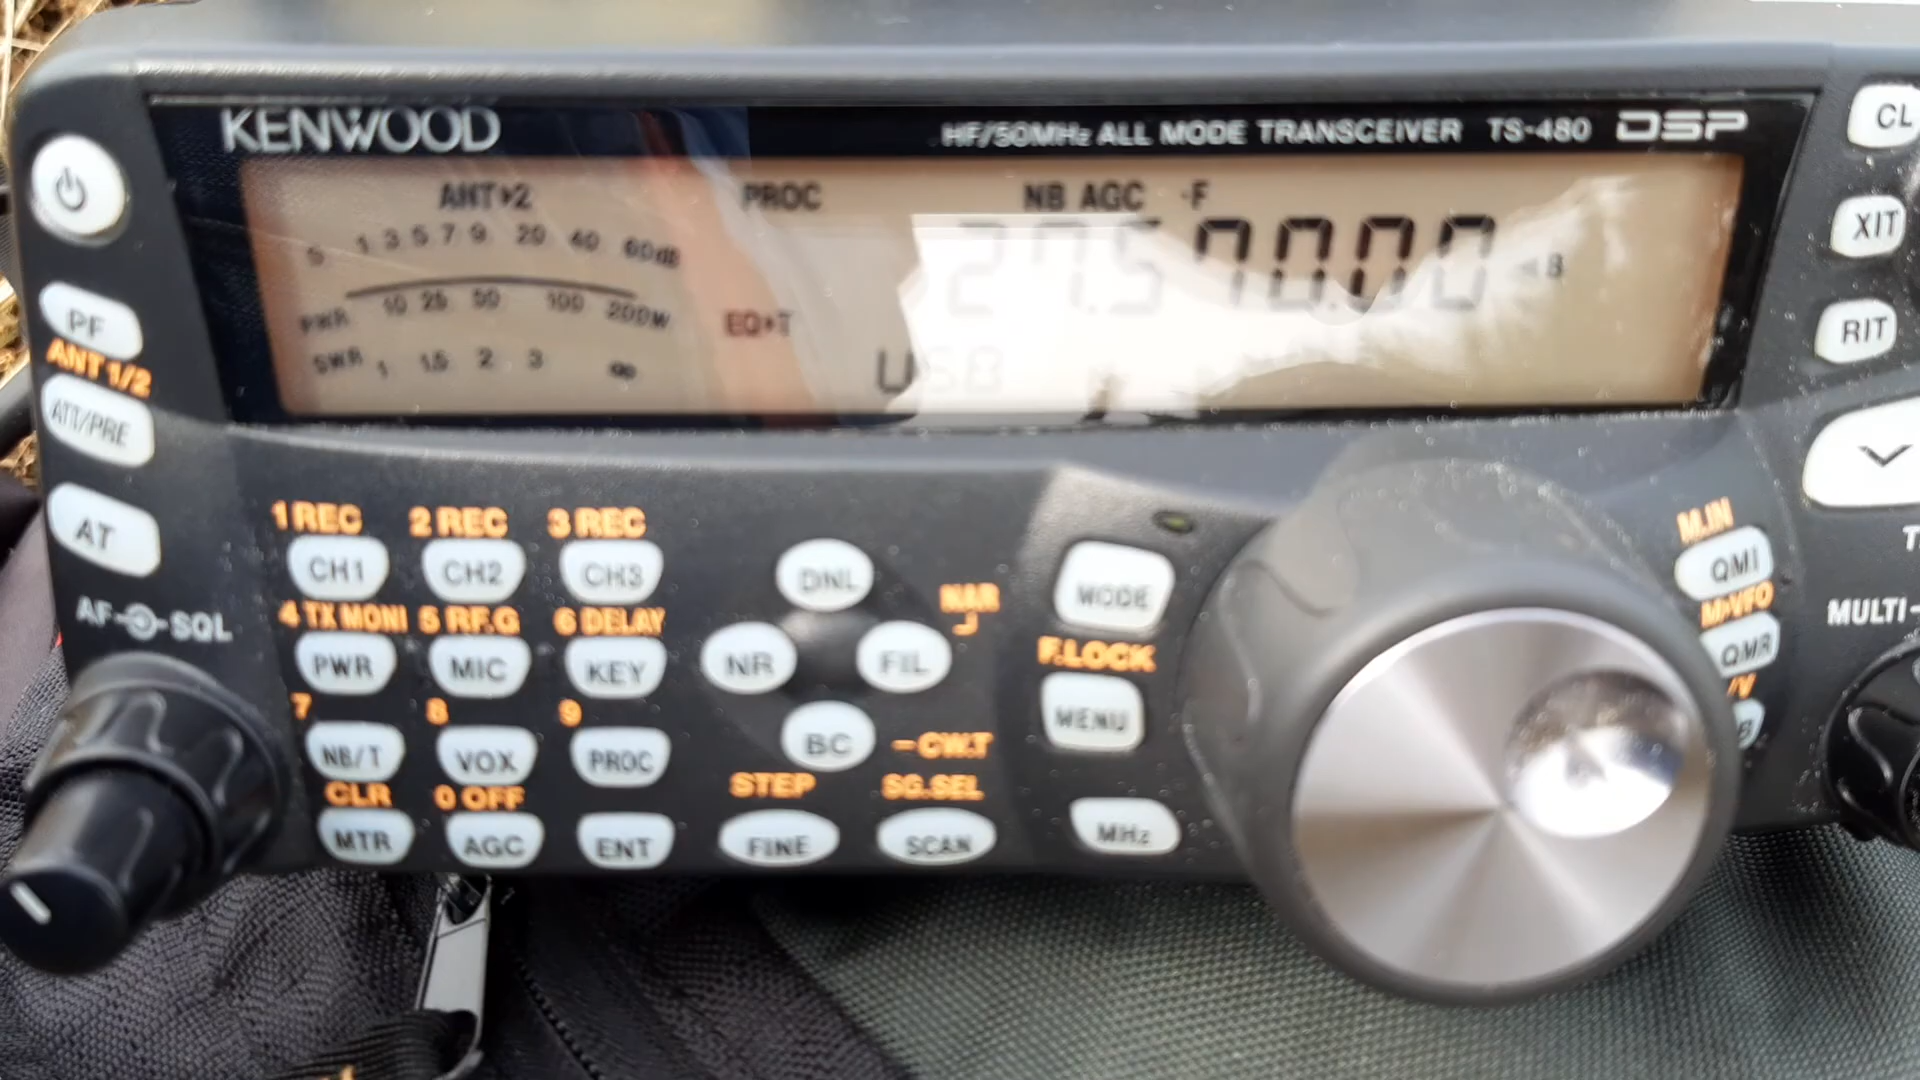 KENWOOD
HF/50MHz ALL MODE TRANSCEIVER TS-480 DSP
ANT▸2 PROC NB AGC -F
S 1 3 5 7 9 20 40 60dB
27.570.00 ◂B
PWR 10 25 50 100 200W
EQ▸T
SWR 1 1.5 2 3 ∞
USB
CL
XIT
RIT
PF
ANT 1/2
ATT/PRE
AT
AF SQL
1 REC 2 REC 3 REC
CH1 CH2 CH3
4 TX MONI 5 RF.G 6 DELAY
PWR MIC KEY
7 8 9
NB/T VOX PROC
CLR 0 OFF
MTR AGC ENT
DNL
NAR
NR FIL
BC
-CW.T
STEP SG.SEL
FINE SCAN
MODE
F.LOCK
MENU
MHz
M.IN
QMI
M▸VFO
QMR
/V
B
MULTI-